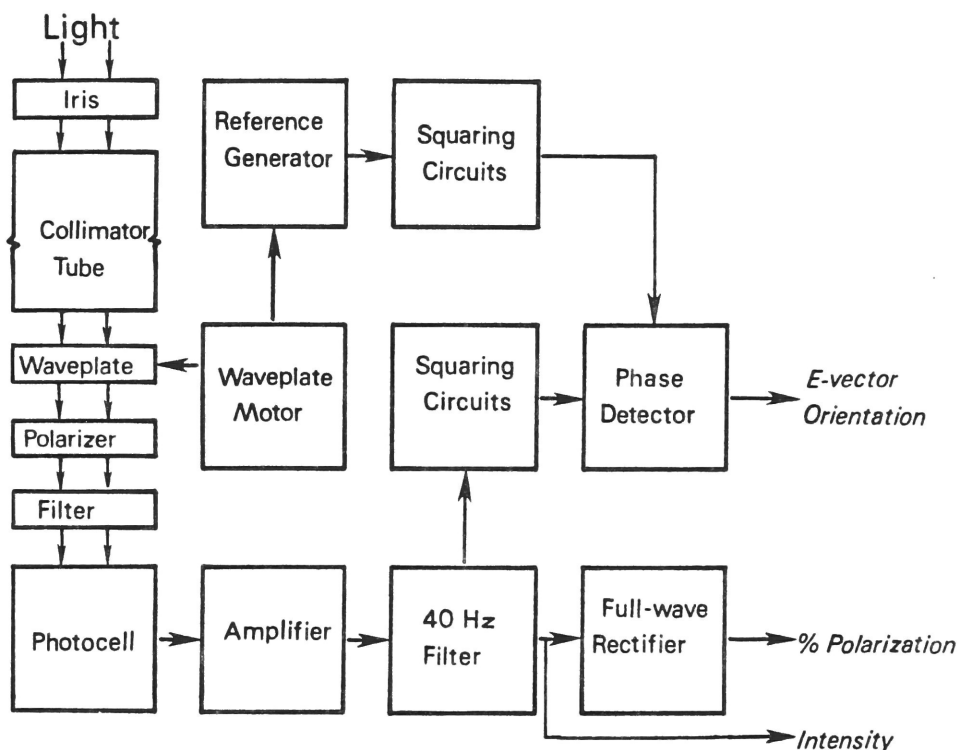 Light
Iris
Collimator
Tube
Waveplate
Polarizer
Filter
Photocell
Reference
Generator
Squaring
Circuits
Waveplate
Motor
Squaring
Circuits
Phase
Detector
E-vector
Orientation
Amplifier
40 Hz
Filter
Full-wave
Rectifier
% Polarization
Intensity